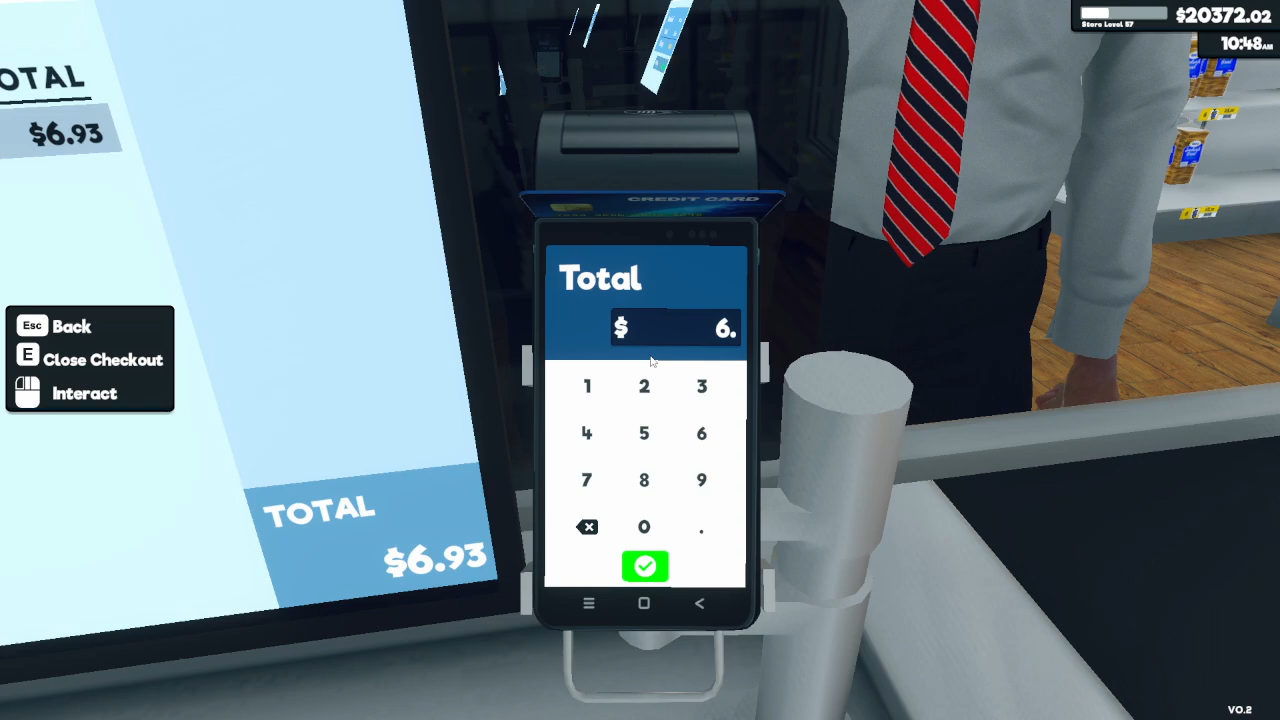 OTAL
$6.93
TOTAL
$6.93
Esc Back
E Close Checkout
Interact
CREDIT CARD
Total
$ 6.
1 2 3
4 5 6
7 8 9
0 .
Store Level 57
$20372.02
10:48AM
V0.2